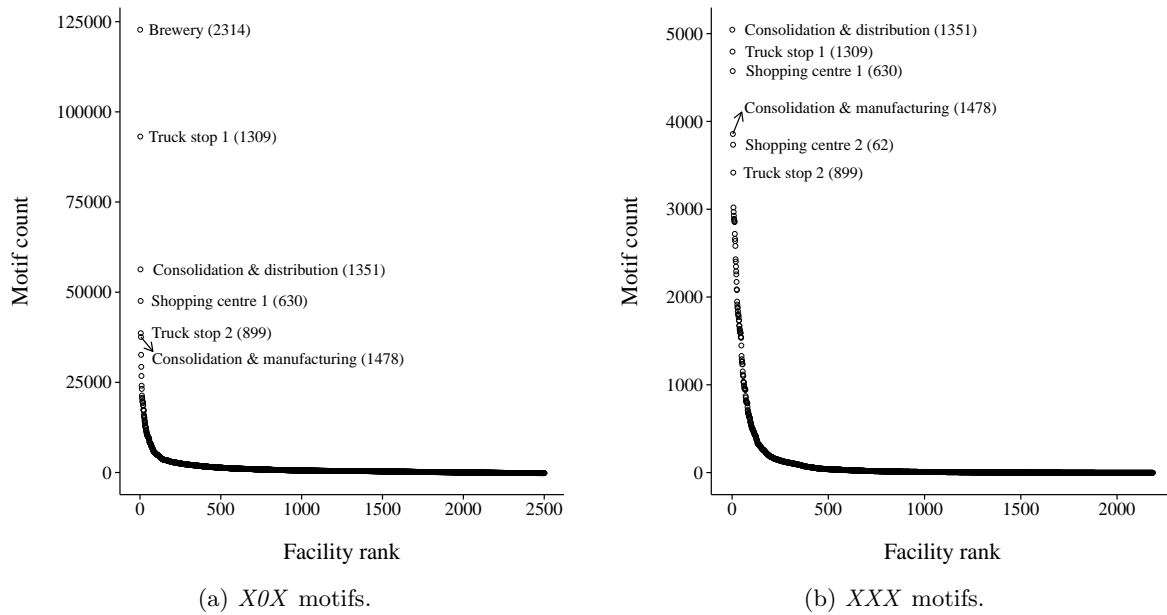 125000
Brewery (2314)
100000
Truck stop 1 (1309)
75000
Motif count
Consolidation & distribution (1351)
50000
Shopping centre 1 (630)
Truck stop 2 (899)
Consolidation & manufacturing (1478)
25000
0
0 500 1000 1500 2000 2500
Facility rank
(a) X0X motifs.
5000
Consolidation & distribution (1351)
Truck stop 1 (1309)
Shopping centre 1 (630)
Consolidation & manufacturing (1478)
4000
Shopping centre 2 (62)
Truck stop 2 (899)
3000
Motif count
2000
1000
0
0 500 1000 1500 2000
Facility rank
(b) XXX motifs.